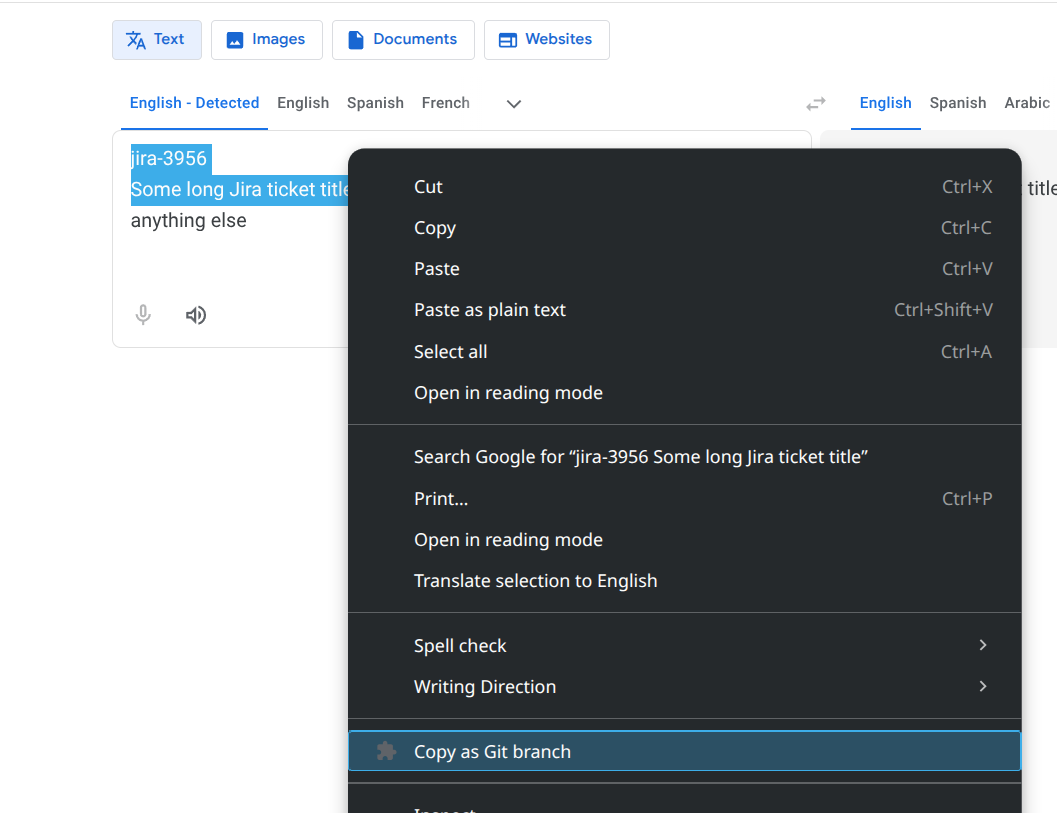 Text Images Documents Websites
English - Detected English Spanish French English Spanish Arabic
jira-3956
Some long Jira ticket title
title
anything else
Cut Ctrl+X
Copy Ctrl+C
Paste Ctrl+V
Paste as plain text Ctrl+Shift+V
Select all Ctrl+A
Open in reading mode
Search Google for “jira-3956 Some long Jira ticket title”
Print... Ctrl+P
Open in reading mode
Translate selection to English
Spell check
Writing Direction
Copy as Git branch
Inspect